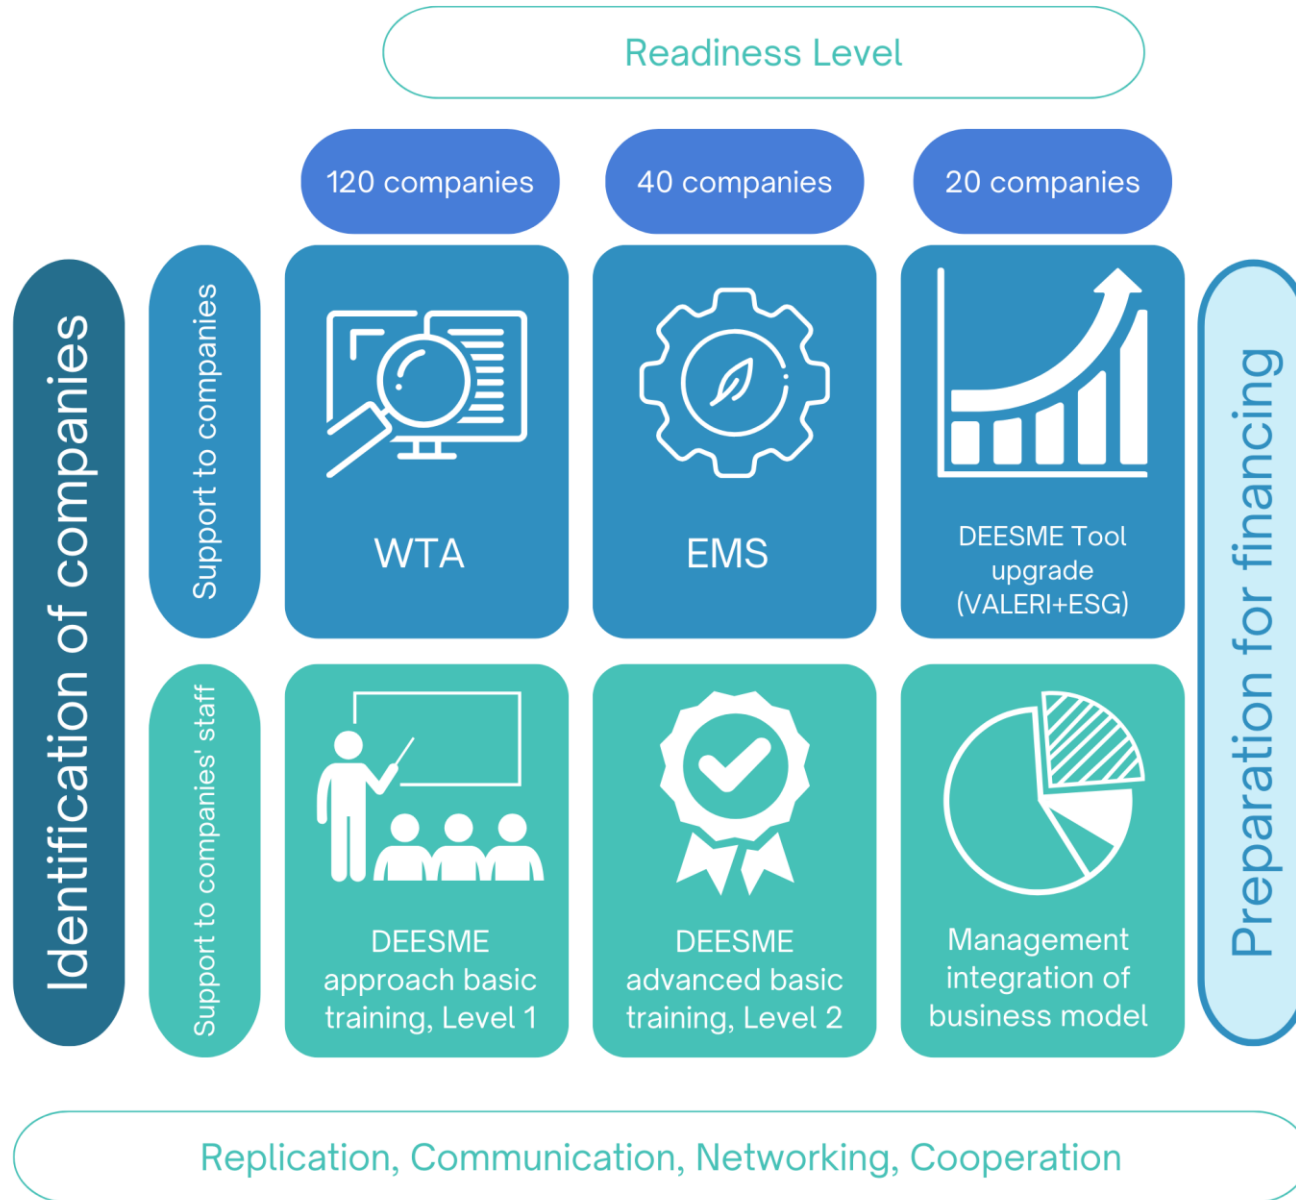 Readiness Level
120 companies
40 companies
20 companies
Identification of companies
Support to companies
WTA
EMS
DEESME Tool
upgrade
(VALERI+ESG)
Preparation for financing
Support to companies' staff
DEESME
approach basic
training, Level 1
DEESME
advanced basic
training, Level 2
Management
integration of
business model
Replication, Communication, Networking, Cooperation